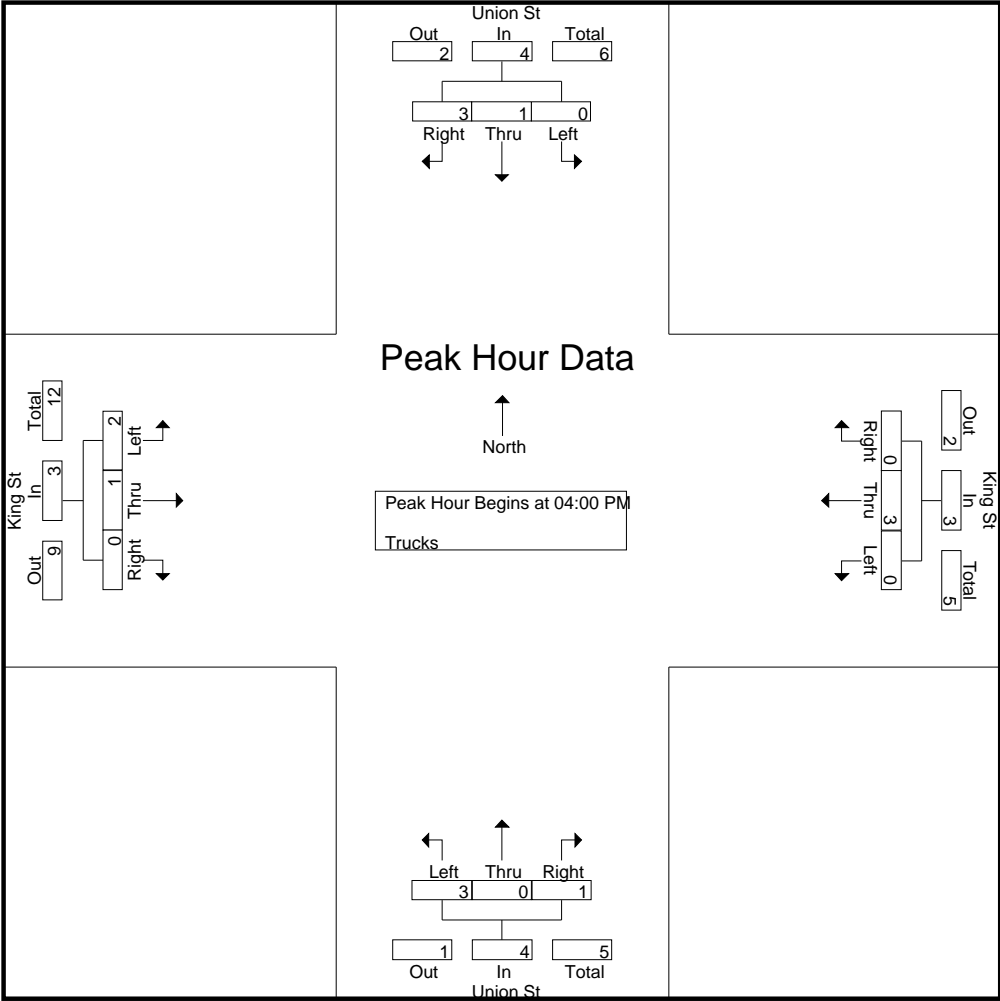 Union St
Out In Total
2 4 6
3 1 0
Right Thru Left
Peak Hour Data
North
Peak Hour Begins at 04:00 PM
Trucks
King St
Out In Total
9 3 12
2 1 0
Left Thru Right
King St
Out In Total
2 3 5
0 3 0
Right Thru Left
Left Thru Right
3 0 1
1 4 5
Out In Total
Union St